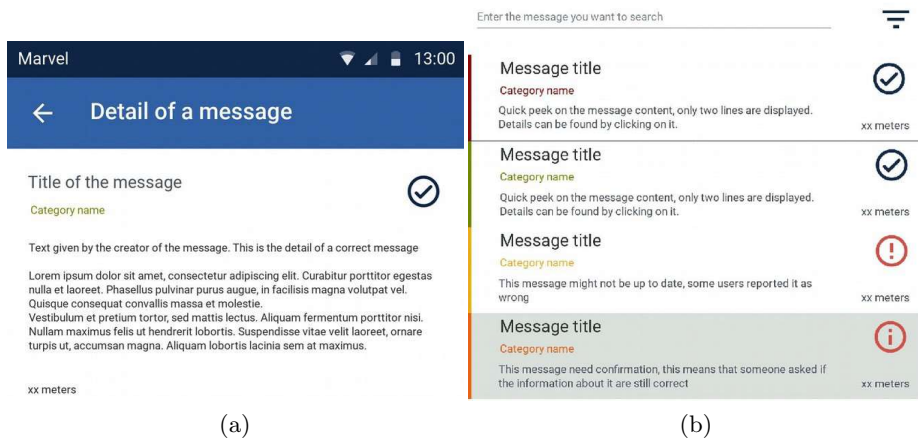 Marvel 13:00
Detail of a message
Title of the message
Category name
Text given by the creator of the message. This is the detail of a correct message
Lorem ipsum dolor sit amet, consectetur adipiscing elit. Curabitur porttitor egestas
nulla et laoreet. Phasellus pulvinar purus augue, in facilisis magna volutpat vel.
Quisque consequat convallis massa et molestie.
Vestibulum et pretium tortor, sed mattis lectus. Aliquam fermentum porttitor nisi.
Nullam maximus felis ut hendrerit lobortis. Suspendisse vitae velit laoreet, ornare
turpis ut, accumsan magna. Aliquam lobortis lacinia sem at maximus.
xx meters
(a)
Enter the message you want to search
Message title
Category name
Quick peek on the message content, only two lines are displayed.
Details can be found by clicking on it.
xx meters
Message title
Category name
Quick peek on the message content, only two lines are displayed.
Details can be found by clicking on it.
xx meters
Message title
Category name
This message might not be up to date, some users reported it as
wrong
xx meters
Message title
Category name
This message need confirmation, this means that someone asked if
the information about it are still correct
xx meters
(b)